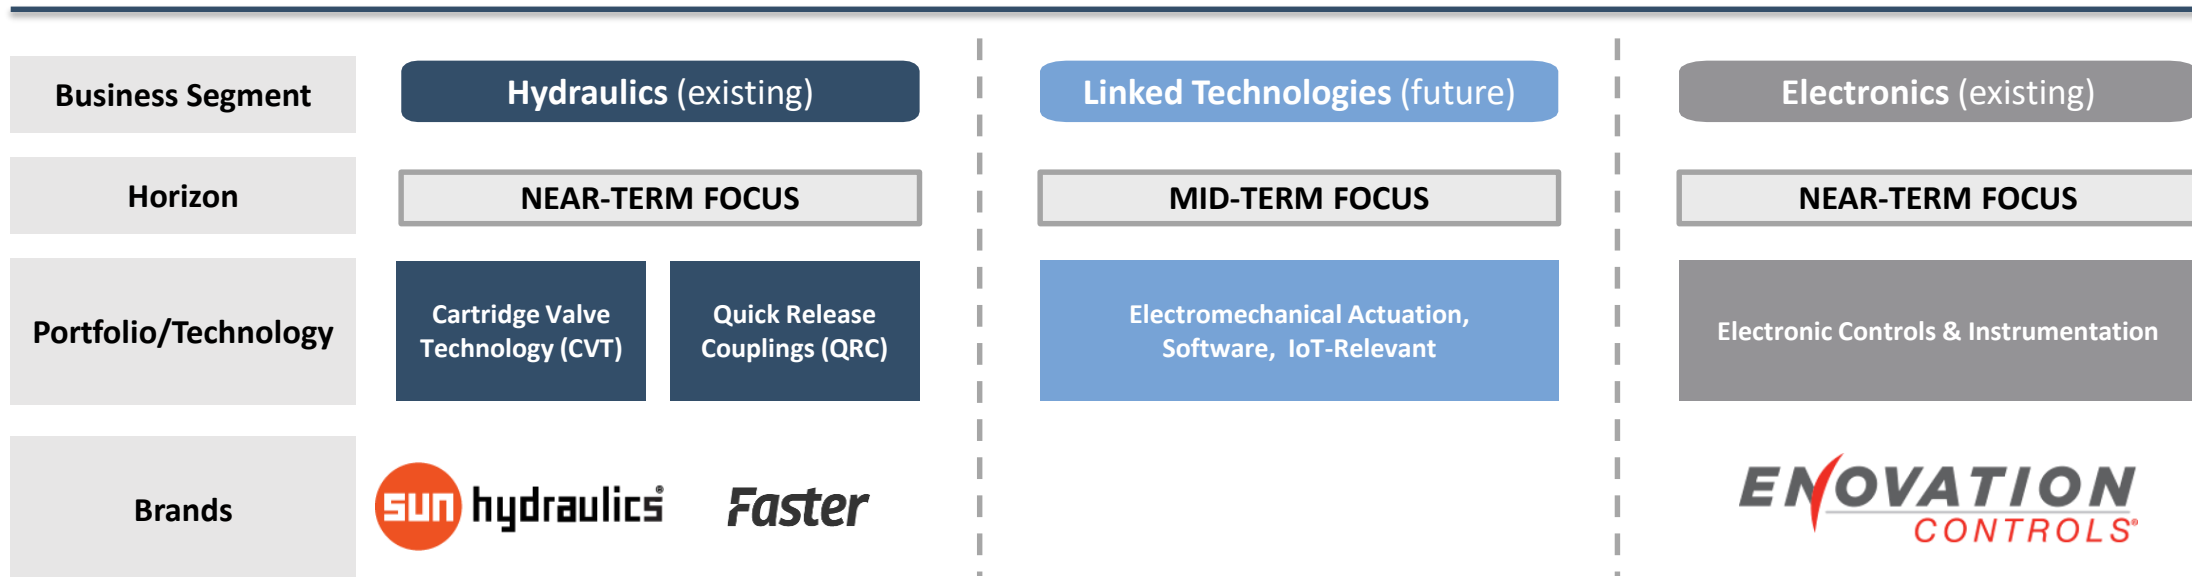 Business Segment
Hydraulics (existing)
Linked Technologies (future)
Electronics (existing)
Horizon
NEAR-TERM FOCUS
MID-TERM FOCUS
NEAR-TERM FOCUS
Portfolio/Technology
Cartridge Valve
Technology (CVT)
Quick Release
Couplings (QRC)
Electromechanical Actuation,
Software, IoT-Relevant
Electronic Controls & Instrumentation
Brands
sun hydraulics®
Faster
ENOVATION
CONTROLS®